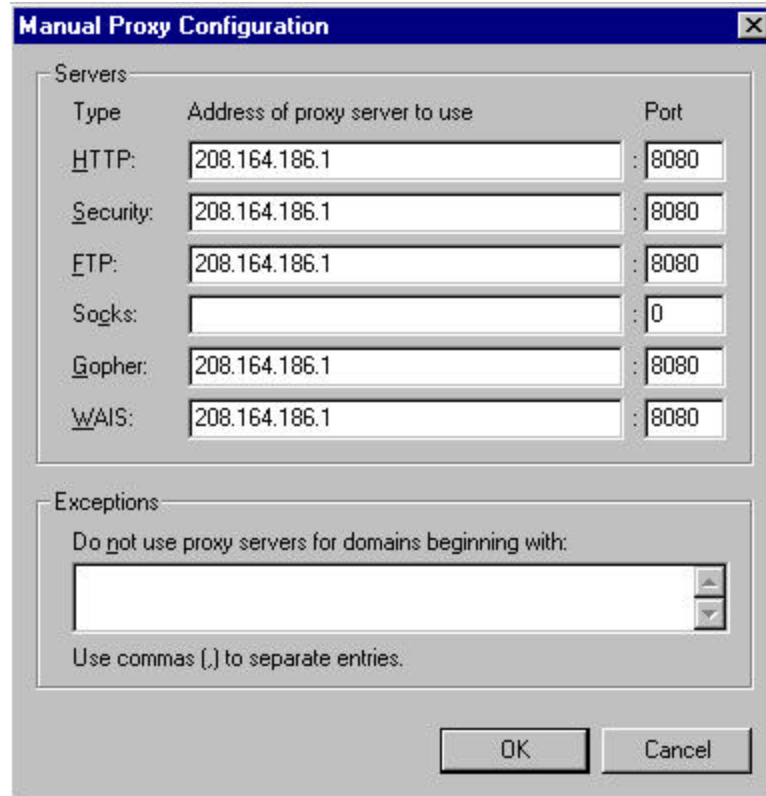 Manual Proxy Configuration
Servers
Type Address of proxy server to use Port
HTTP: 208.164.186.1 : 8080
Security: 208.164.186.1 : 8080
FTP: 208.164.186.1 : 8080
Socks: : 0
Gopher: 208.164.186.1 : 8080
WAIS: 208.164.186.1 : 8080
Exceptions
Do not use proxy servers for domains beginning with:
Use commas (,) to separate entries.
OK Cancel